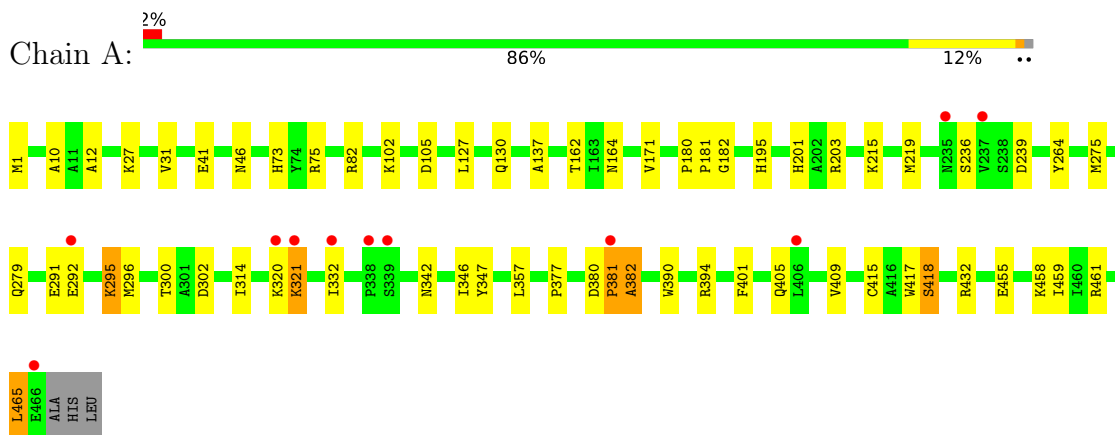 2%
Chain A:
86% 12% ••
M1 A10 A11 A12 K27 V31 E41 N46 H73 Y74 R75 R82 K102 D105 L127 Q130 A137 T162 I163 N164 V171 P180 P181 G182 H195 H201 A202 R203 K215 M219 N235 S236 V237 S238 D239 Y264 M275
Q279 E291 E292 K295 M296 T300 A301 D302 I314 K320 K321 I332 P338 S339 N342 I346 Y347 L357 P377 D380 P381 A382 W390 R394 F401 Q405 L406 V409 C415 A416 W417 S418 R432 E455 K458 I459 I460 R461
L465 E466 ALA HIS LEU